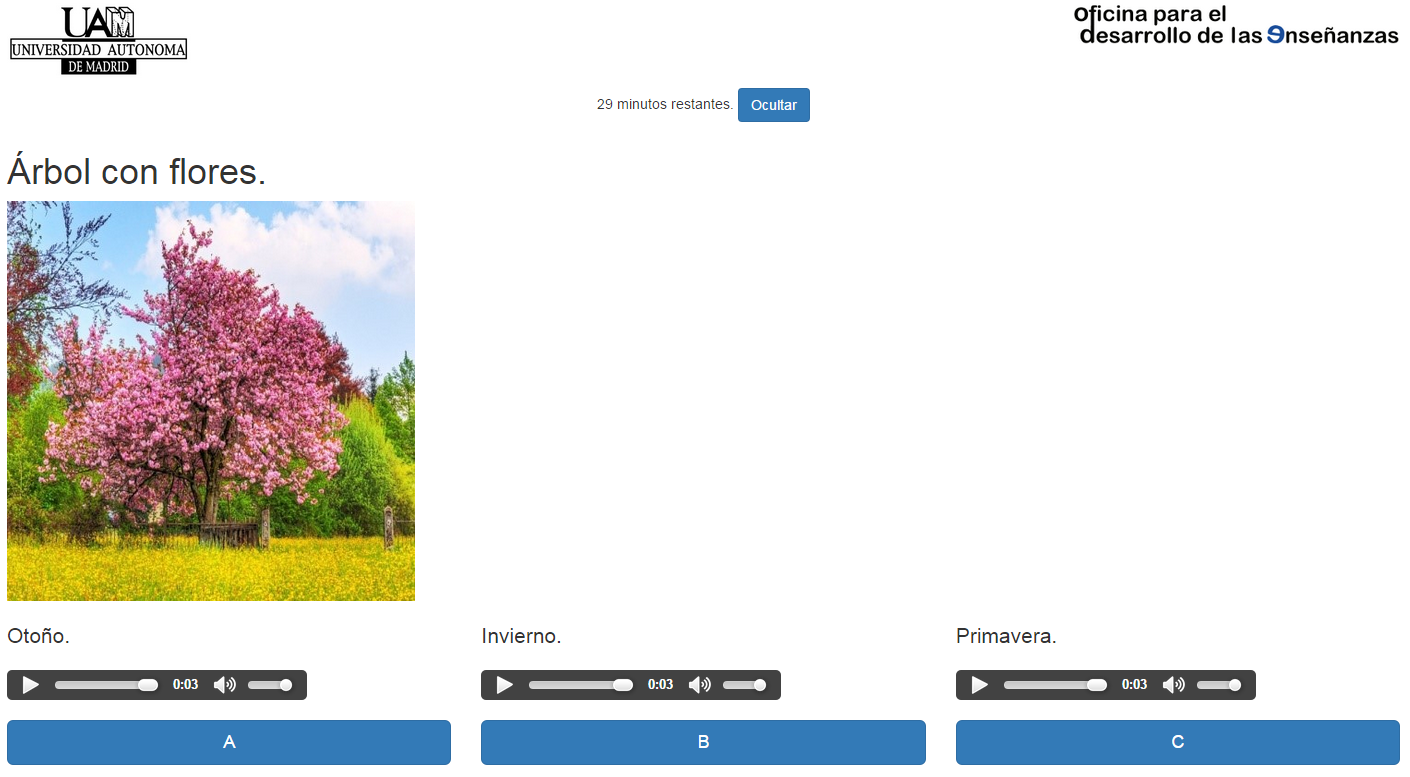 UAM
UNIVERSIDAD AUTONOMA
DE MADRID
oficina para el
desarrollo de las enseñanzas
29 minutos restantes. Ocultar
Árbol con flores.
Otoño. Invierno. Primavera.
0:03 0:03 0:03
A B C